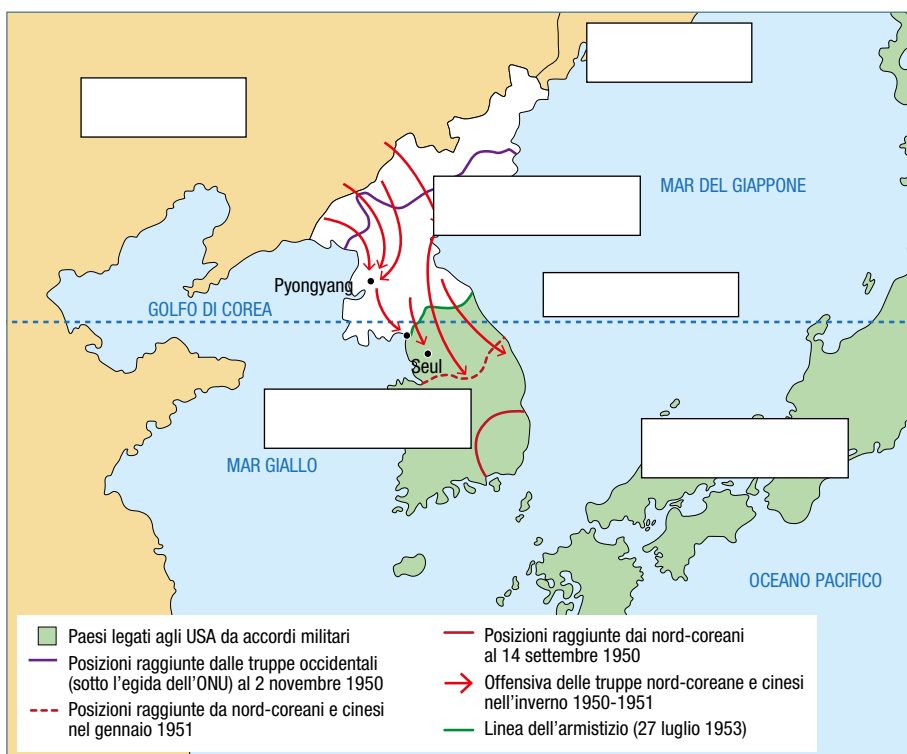 MAR DEL GIAPPONE
Pyongyang
GOLFO DI COREA
Seul
MAR GIALLO
OCEANO PACIFICO
Paesi legati agli USA da accordi militari
Posizioni raggiunte dalle truppe occidentali
(sotto l'egida dell'ONU) al 2 novembre 1950
Posizioni raggiunte da nord-coreani e cinesi
nel gennaio 1951
Posizioni raggiunte dai nord-coreani
al 14 settembre 1950
Offensiva delle truppe nord-coreane e cinesi
nell'inverno 1950-1951
Linea dell'armistizio (27 luglio 1953)